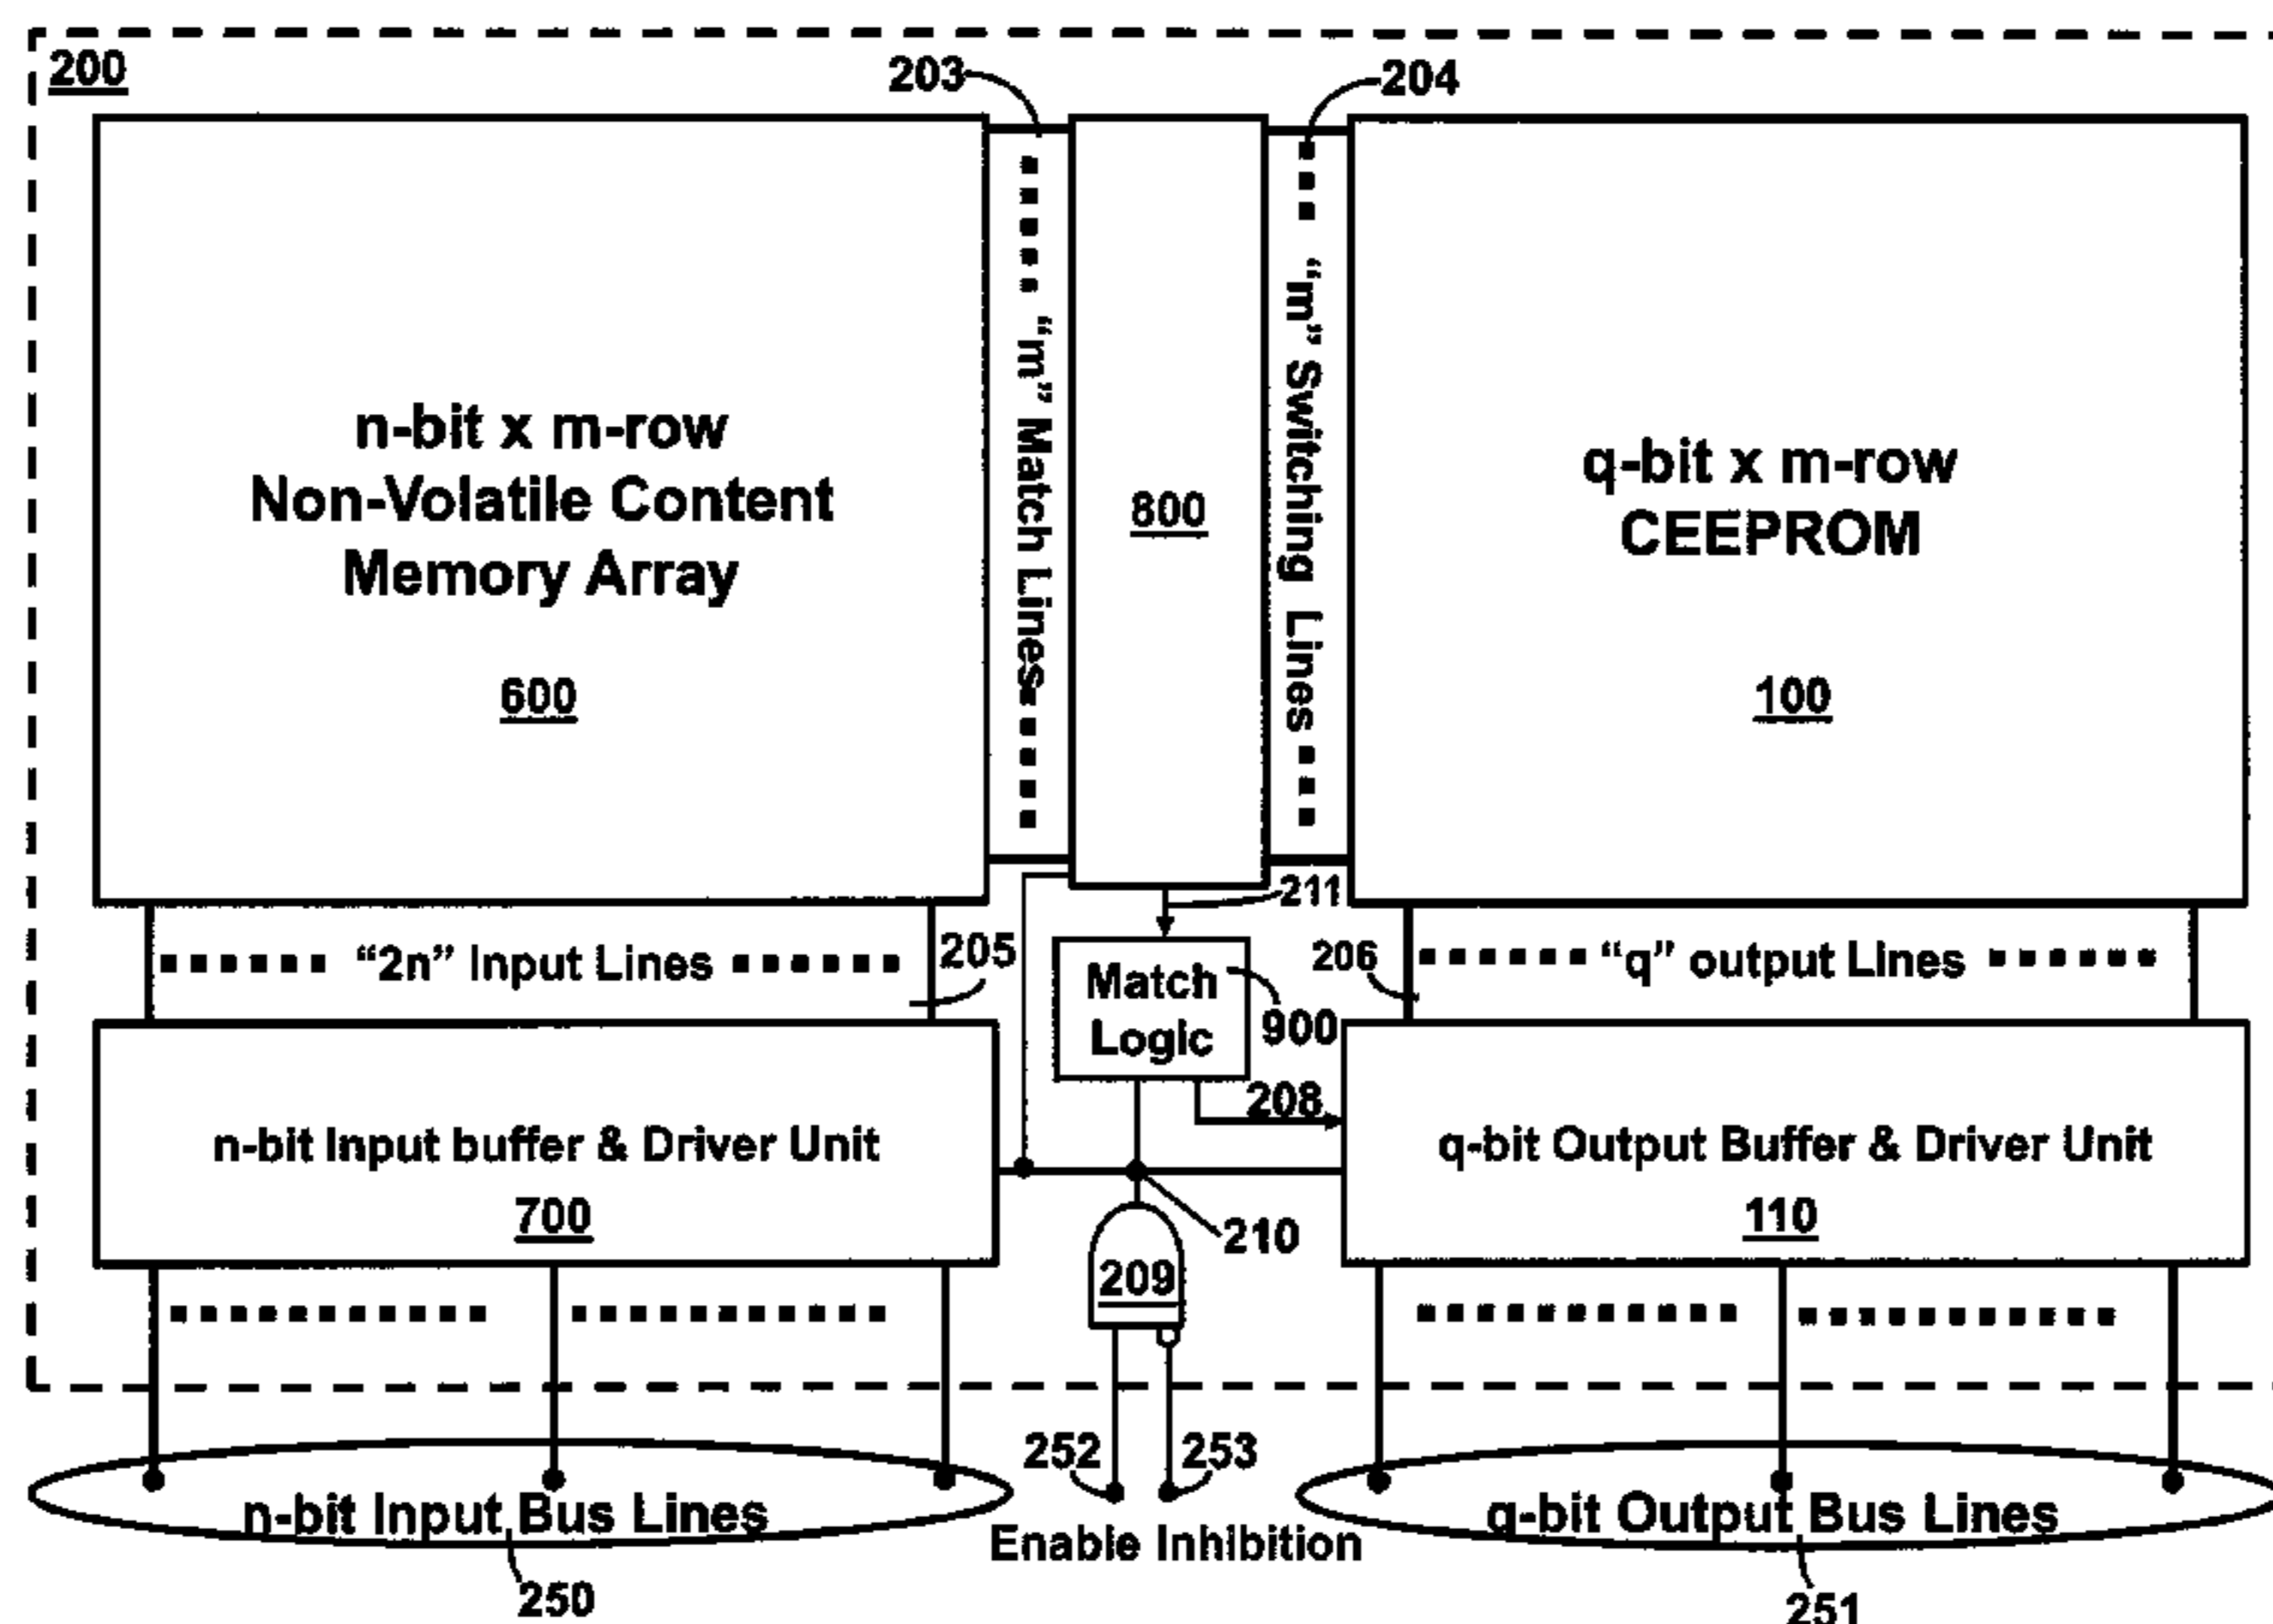 200
203
204
n-bit x m-row
Non-Volatile Content
Memory Array
600
“m” Match Lines
800
“m” Switching Lines
q-bit x m-row
CEEPROM
100
211
“2n” Input Lines
205
Match
Logic
900
206
“q” output Lines
208
n-bit Input buffer & Driver Unit
700
210
209
q-bit Output Buffer & Driver Unit
110
252
253
Enable Inhibition
n-bit Input Bus Lines
250
q-bit Output Bus Lines
251